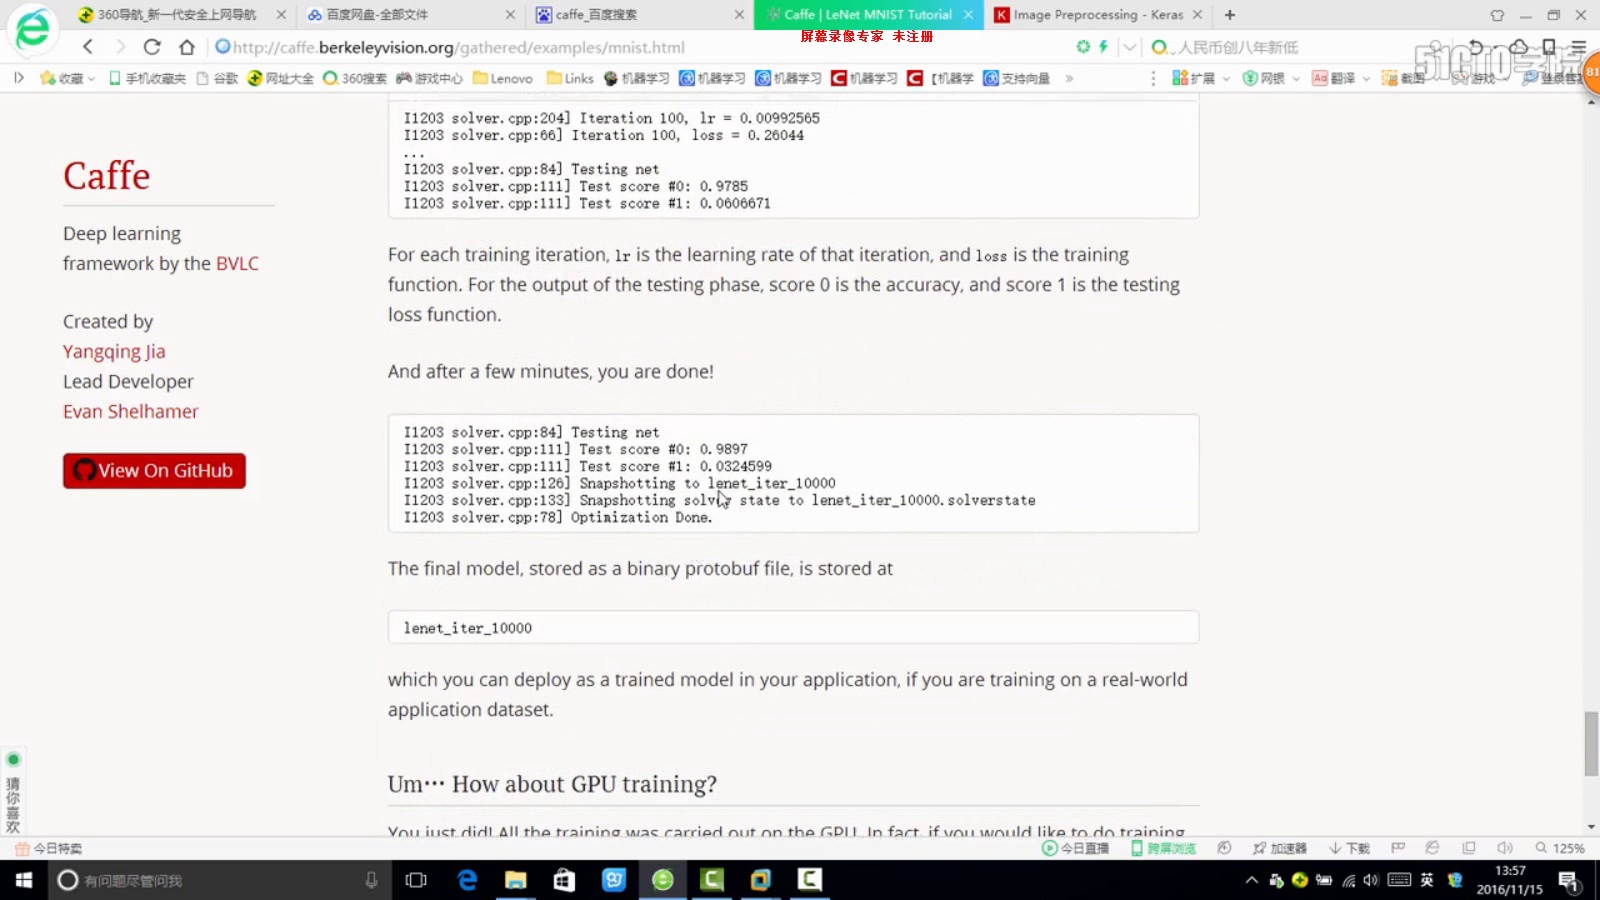 360导航_新一代安全上网导航
百度网盘-全部文件
caffe_百度搜索
Caffe | LeNet MNIST Tutorial
Image Preprocessing - Keras
屏幕录像专家 未注册
http://caffe.berkeleyvision.org/gathered/examples/mnist.html
人民币创八年新低
51CTO学院
收藏
手机收藏夹
谷歌
网址大全
360搜索
游戏中心
Lenovo
Links
机器学习
机器学习
机器学习
机器学习
【机器学
支持向量
»
扩展
网银
翻译
截图
游戏
登录管
81
I1203 solver.cpp:204] Iteration 100, lr = 0.00992565
I1203 solver.cpp:66] Iteration 100, loss = 0.26044
...
I1203 solver.cpp:84] Testing net
I1203 solver.cpp:111] Test score #0: 0.9785
I1203 solver.cpp:111] Test score #1: 0.0606671
Caffe
Deep learning
framework by the BVLC
Created by
Yangqing Jia
Lead Developer
Evan Shelhamer
View On GitHub
For each training iteration, lr is the learning rate of that iteration, and loss is the training
function. For the output of the testing phase, score 0 is the accuracy, and score 1 is the testing
loss function.
And after a few minutes, you are done!
I1203 solver.cpp:84] Testing net
I1203 solver.cpp:111] Test score #0: 0.9897
I1203 solver.cpp:111] Test score #1: 0.0324599
I1203 solver.cpp:126] Snapshotting to lenet_iter_10000
I1203 solver.cpp:133] Snapshotting solver state to lenet_iter_10000.solverstate
I1203 solver.cpp:78] Optimization Done.
The final model, stored as a binary protobuf file, is stored at
lenet_iter_10000
which you can deploy as a trained model in your application, if you are training on a real-world
application dataset.
Um… How about GPU training?
You just did! All the training was carried out on the GPU. In fact, if you would like to do training
猜你喜欢
今日特卖
今日直播
跨屏浏览
加速器
下载
125%
有问题尽管问我
英
13:57
2016/11/15
1